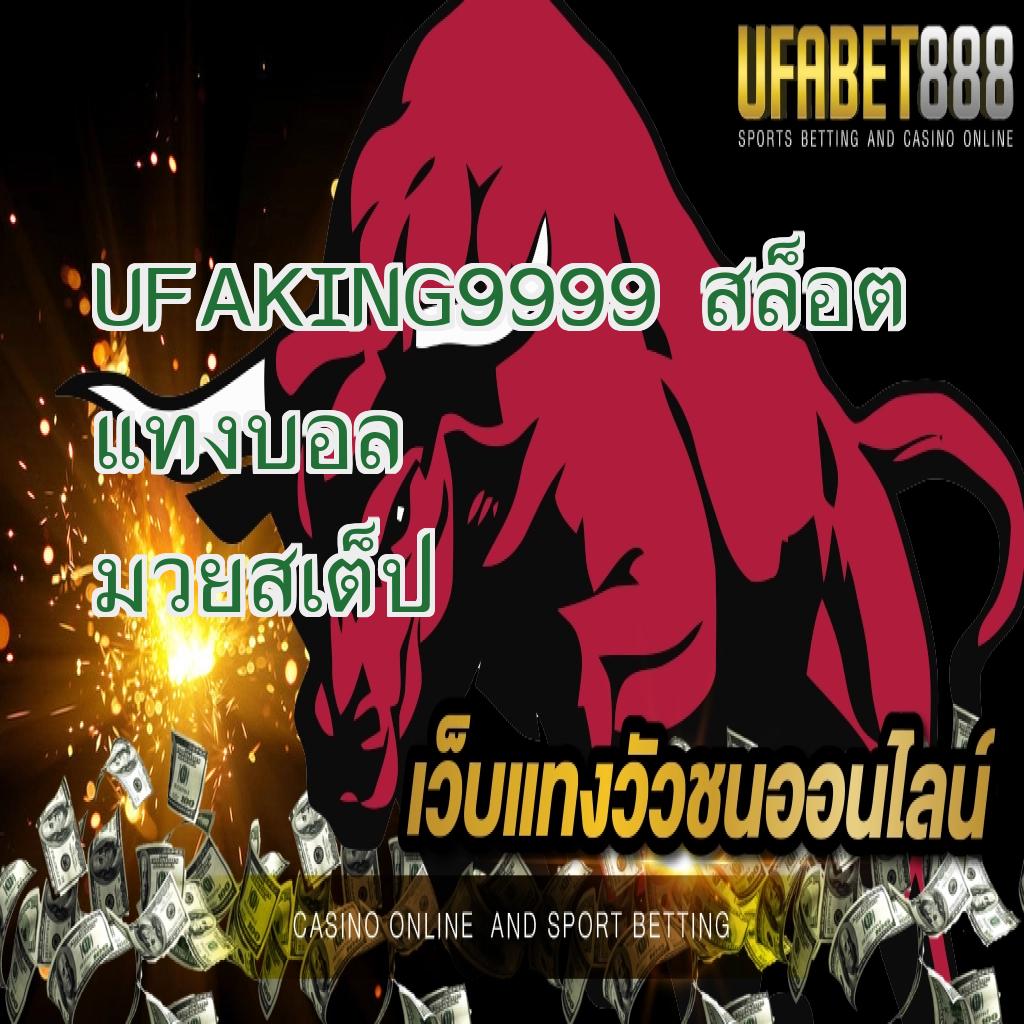 UFABET888
SPORTS BETTING AND CASINO ONLINE
UFAKING9999 สล็อต
แทงบอล
มวยสเต็ป
เว็บแทงวัวชนออนไลน์
CASINO ONLINE AND SPORT BETTING